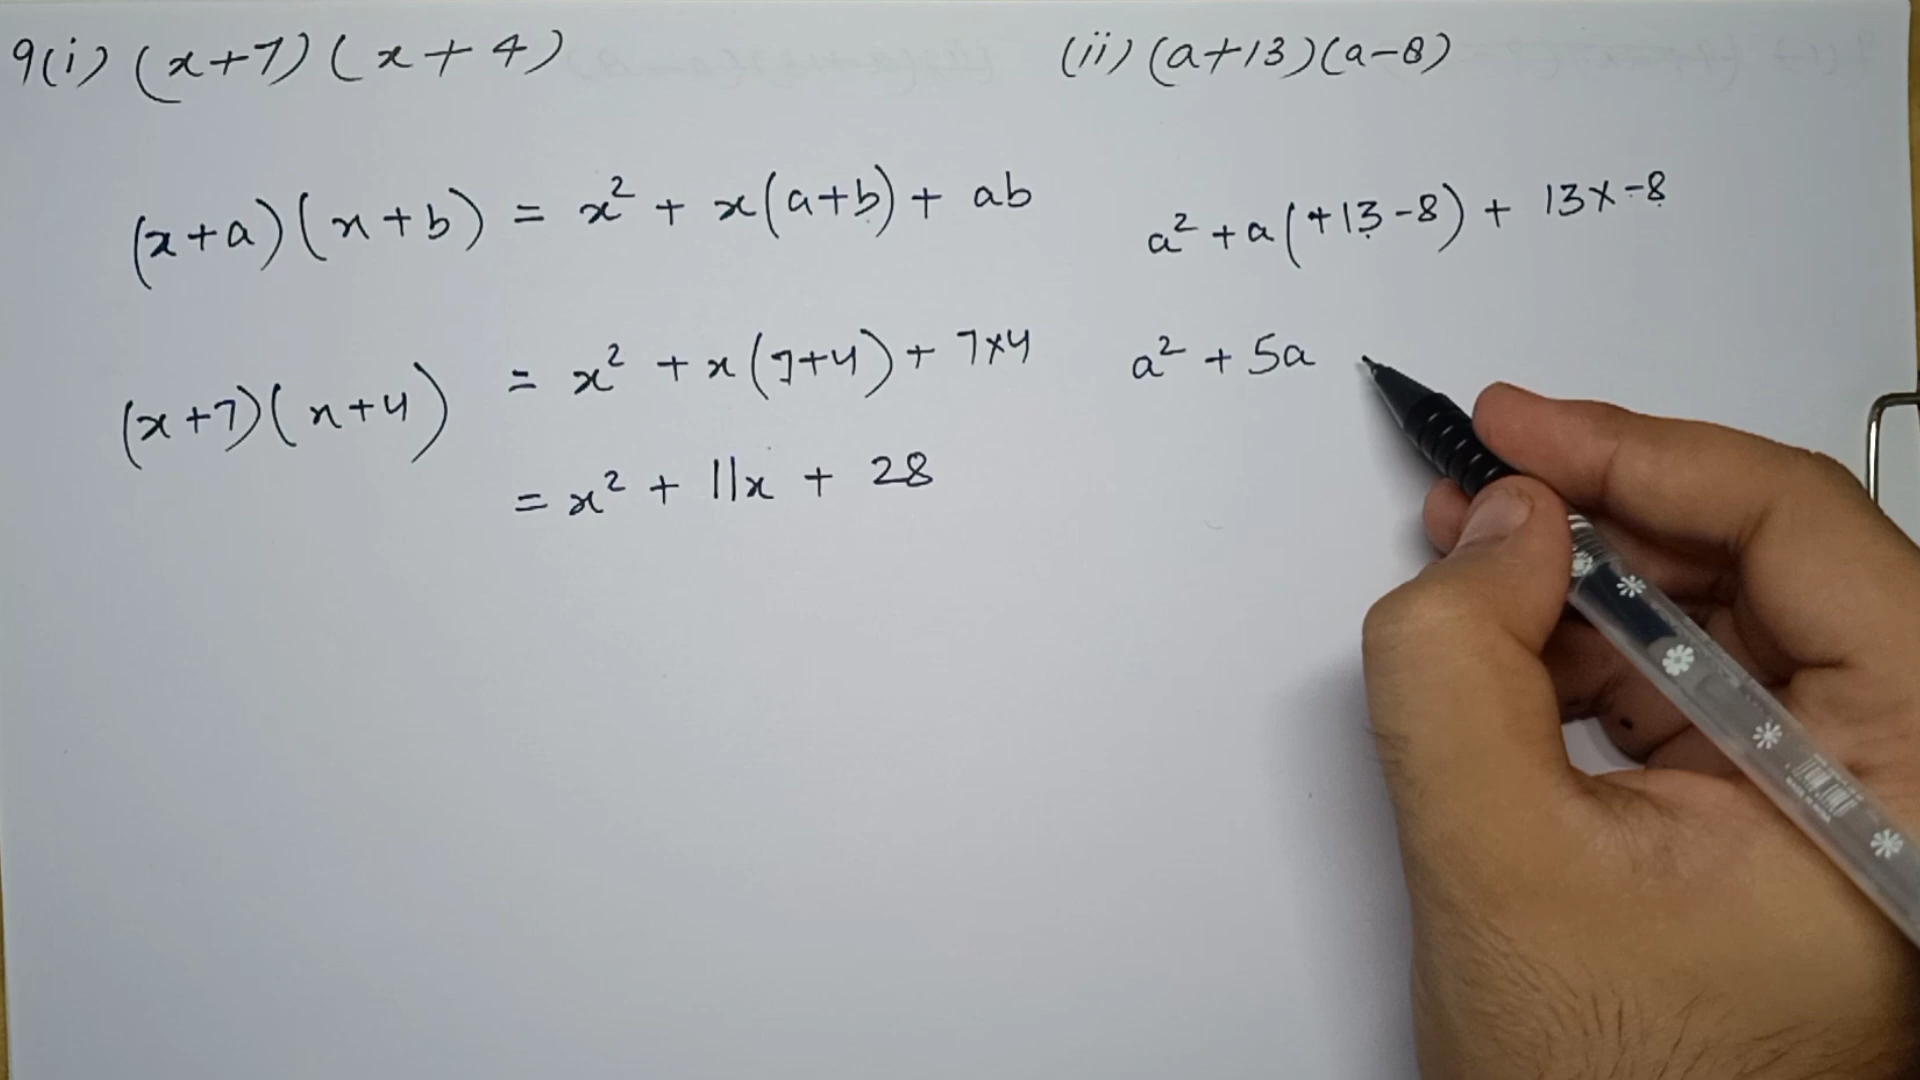 9(i) (x+7)(x+4)
(x+a)(x+b) = x² + x(a+b) + ab
(x+7)(x+4) = x² + x(7+4) + 7×4
= x² + 11x + 28
(ii) (a+13)(a-8)
a² + a(+13-8) + 13×-8
a² + 5a